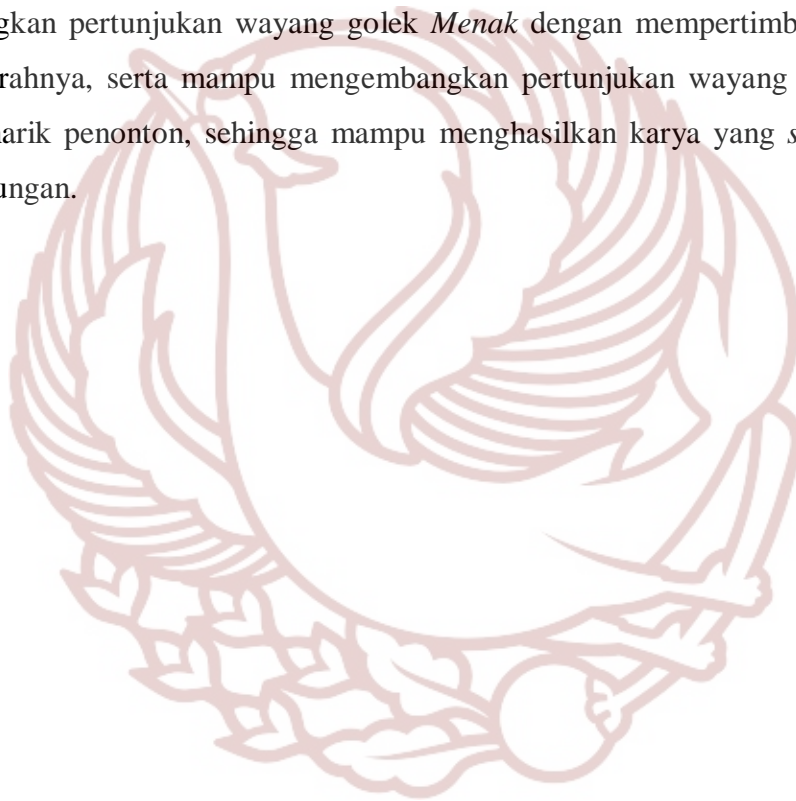 gkan pertunjukan wayang golek Menak dengan mempertimb
rahnya, serta mampu mengembangkan pertunjukan wayang
narik penonton, sehingga mampu menghasilkan karya yang s
ungan.